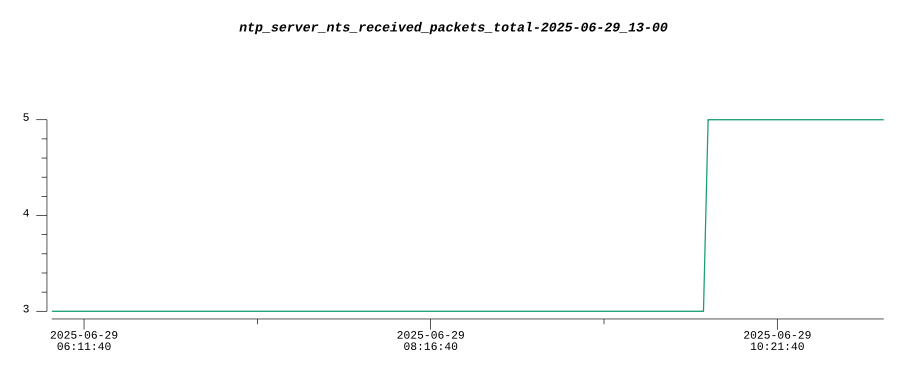 ntp_server_nts_received_packets_total-2025-06-29_13-00
5
4
3
2025-06-29 2025-06-29 2025-06-29
06:11:40 08:16:40 10:21:40